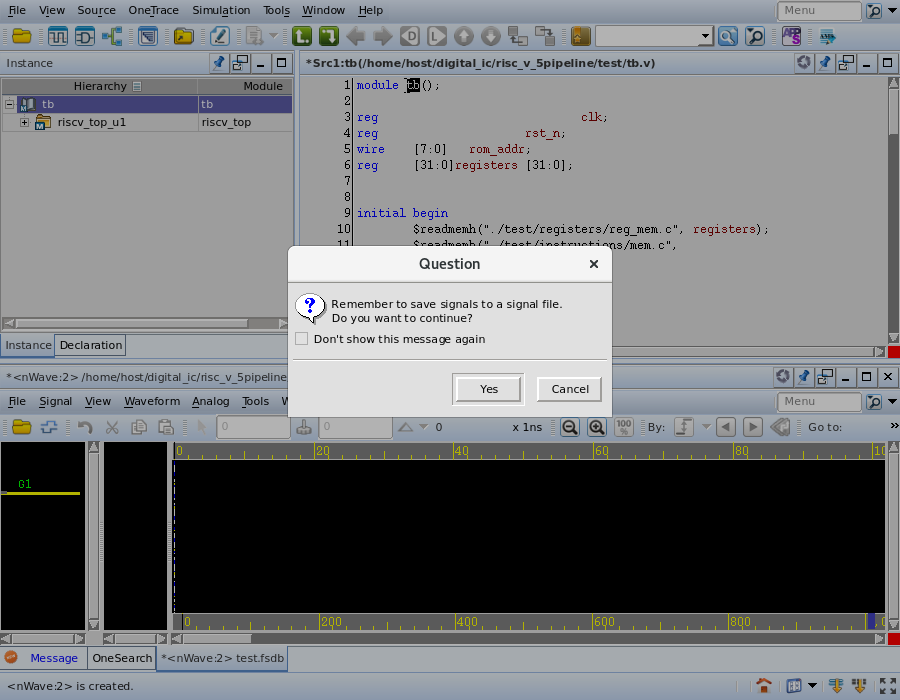 File View Source OneTrace Simulation Tools Window Help Menu
Instance
*Src1:tb(/home/host/digital_ic/risc_v_5pipeline/test/tb.v)
Hierarchy Module
tb tb
riscv_top_u1 riscv_top
1 module tb();
2
3 reg clk;
4 reg rst_n;
5 wire [7:0] rom_addr;
6 reg [31:0]registers [31:0];
7
8
9 initial begin
10 $readmemh("./test/registers/reg_mem.c", registers);
11 $readmemh("./test/instructions/mem.c",
Question
Remember to save signals to a signal file.
Do you want to continue?
Don't show this message again
Yes Cancel
Instance Declaration
*<nWave:2> /home/host/digital_ic/risc_v_5pipeline
File Signal View Waveform Analog Tools W Menu
0 0 0 x 1ns 100 % By: Go to: »
0 20 40 60 80 10
G1
0 200 400 600 800
Message OneSearch *<nWave:2> test.fsdb
<nWave:2> is created.